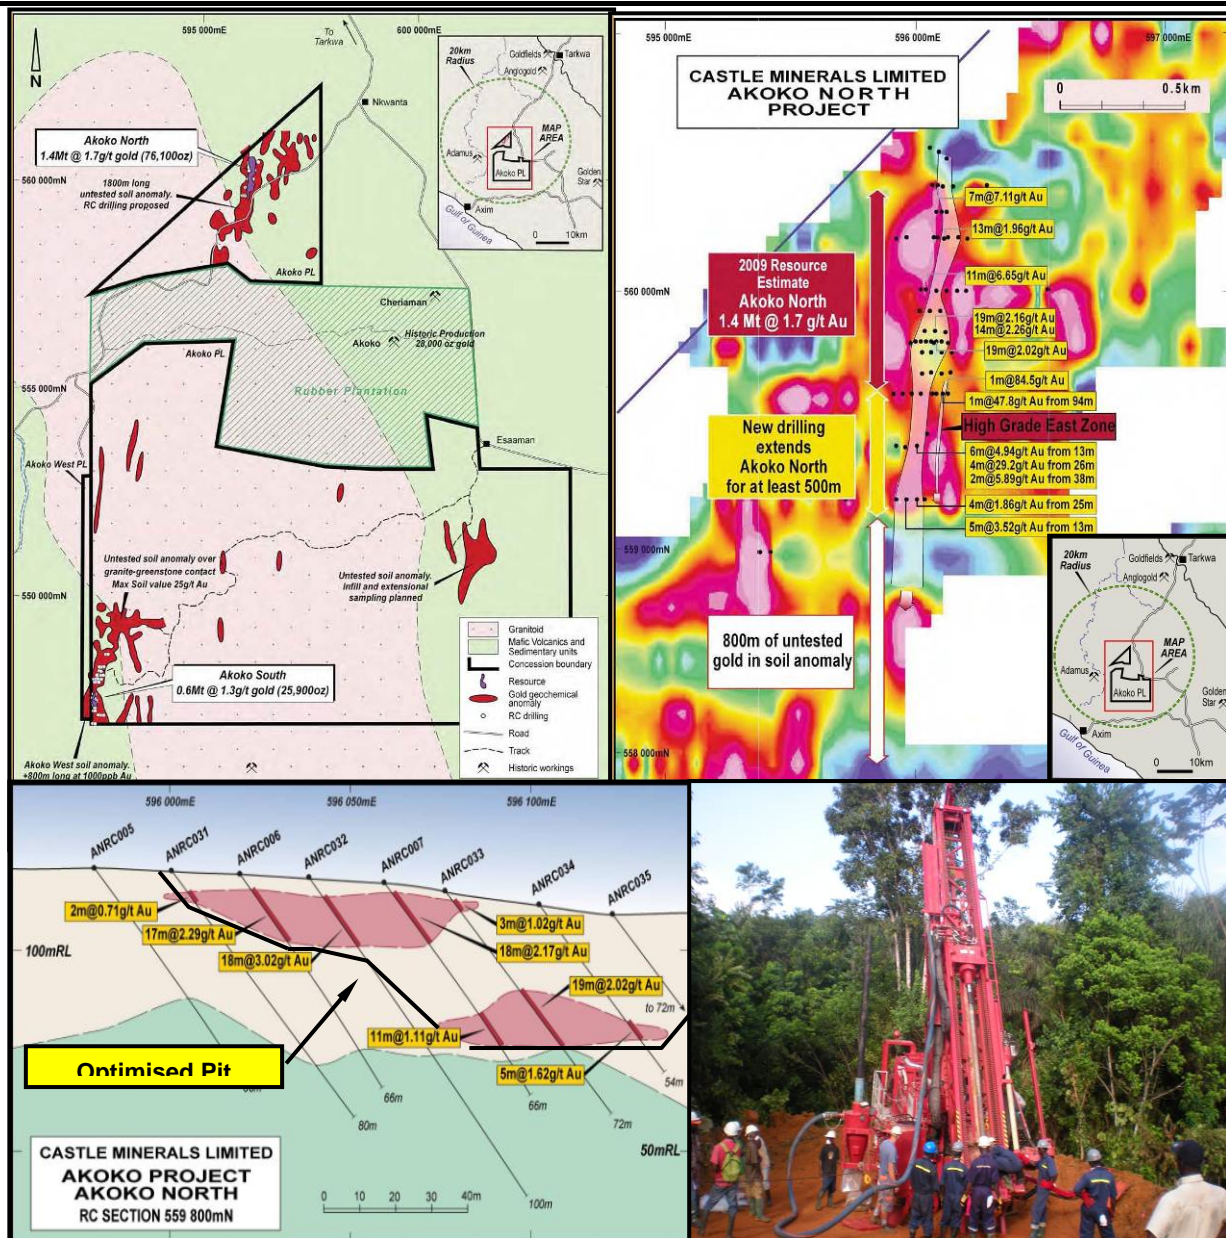 595 000mE
600 000mE
To
Tarkwa
N
Nkwanta
Akoko North
1.4Mt @ 1.7g/t gold (76,100oz)
560 000mN
1800m long
untested soil anomaly.
RC drilling proposed
20km
Radius
Goldfields
Tarkwa
Anglogold
MAP
AREA
Adamus
Akoko PL
Golden
Star
Axim
Gulf of Guinea
0 10km
Akoko PL
Cheriaman
Historic Production
28,000 oz gold
Akoko
Akoko PL
555 000mN
Rubber Plantation
Esaaman
Akoko West PL
Untested soil anomaly over
granite-greenstone contact
Max Soil value 25g/t Au
Untested soil anomaly.
Infill and extensional
sampling planned
550 000mN
Akoko South
0.6Mt @ 1.3g/t gold (25,900oz)
Akoko West soil anomaly.
+800m long at 1000ppb Au
Granitoid
Mafic Volcanics and
Sedimentary units
Concession boundary
Resource
Gold geochemical
anomaly
RC drilling
Road
Track
Historic workings
595 000mE
596 000mE
597 000mE
CASTLE MINERALS LIMITED
AKOKO NORTH
PROJECT
0 0.5km
7m@7.11g/t Au
13m@1.96g/t Au
11m@6.65g/t Au
2009 Resource
Estimate
Akoko North
1.4 Mt @ 1.7 g/t Au
560 000mN
19m@2.16g/t Au
14m@2.26g/t Au
19m@2.02g/t Au
1m@84.5g/t Au
1m@47.8g/t Au from 94m
High Grade East Zone
New drilling
extends
Akoko North
for at least 500m
6m@4.94g/t Au from 13m
4m@29.2g/t Au from 26m
2m@5.89g/t Au from 38m
4m@1.86g/t Au from 25m
5m@3.52g/t Au from 13m
559 000mN
800m of untested
gold in soil anomaly
558 000mN
20km
Radius
Goldfields
Tarkwa
Anglogold
MAP
AREA
Adamus
Akoko PL
Golden
Star
Axim
Gulf of Guinea
0 10km
596 000mE
596 050mE
596 100mE
ANRC005
ANRC031
ANRC006
ANRC032
ANRC007
ANRC033
ANRC034
ANRC035
2m@0.71g/t Au
17m@2.29g/t Au
18m@3.02g/t Au
3m@1.02g/t Au
18m@2.17g/t Au
100mRL
19m@2.02g/t Au
to 72m
11m@1.11g/t Au
5m@1.62g/t Au
Optimised Pit
54m
66m
66m
72m
80m
50mRL
100m
CASTLE MINERALS LIMITED
AKOKO PROJECT
AKOKO NORTH
RC SECTION 559 800mN
0 10 20 30 40m